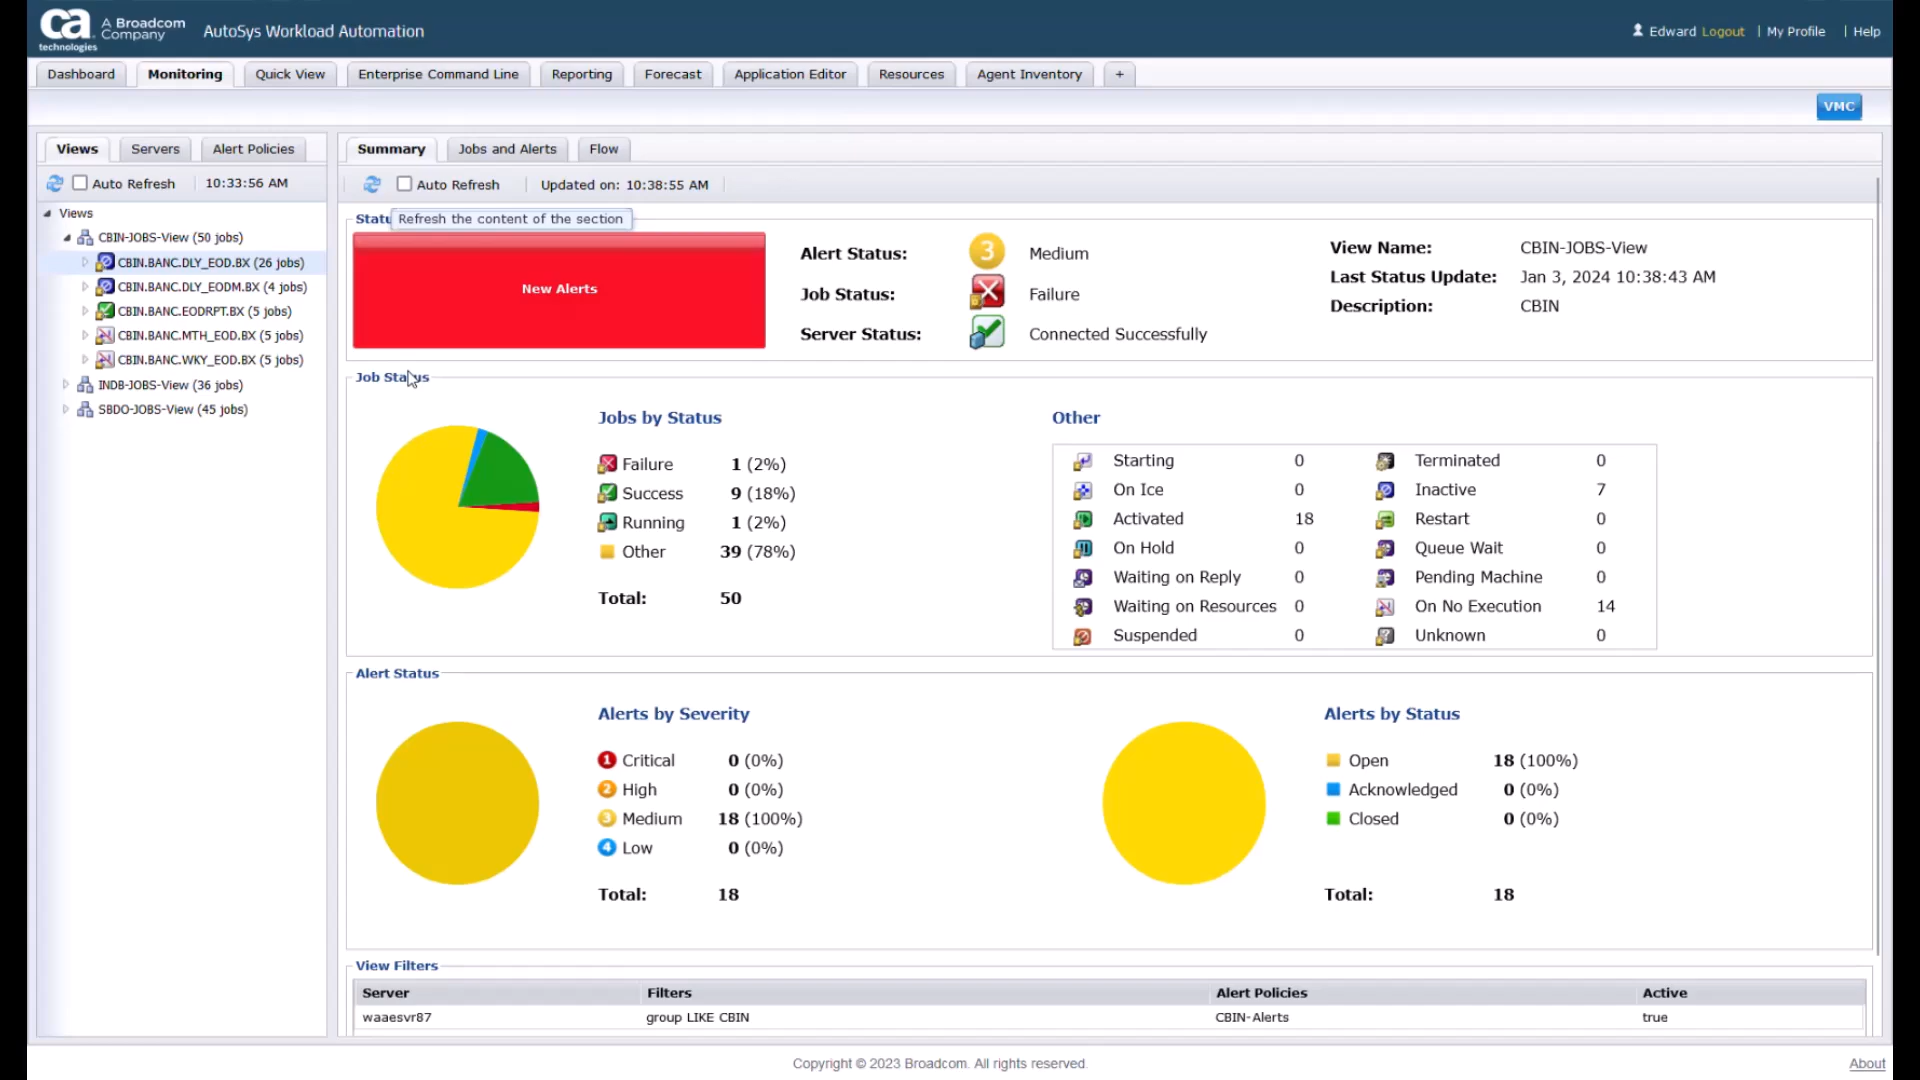 ca technologies A Broadcom Company AutoSys Workload Automation Edward Logout | My Profile | Help
Dashboard Monitoring Quick View Enterprise Command Line Reporting Forecast Application Editor Resources Agent Inventory +
VMC
Views Servers Alert Policies
Auto Refresh 10:33:56 AM
Views
CBIN-JOBS-View (50 jobs)
CBIN.BANC.DLY_EOD.BX (26 jobs)
CBIN.BANC.DLY_EODM.BX (4 jobs)
CBIN.BANC.EODRPT.BX (5 jobs)
CBIN.BANC.MTH_EOD.BX (5 jobs)
CBIN.BANC.WKY_EOD.BX (5 jobs)
INDB-JOBS-View (36 jobs)
SBDO-JOBS-View (45 jobs)
Summary Jobs and Alerts Flow
Auto Refresh Updated on: 10:38:55 AM
Statu
Refresh the content of the section
New Alerts
Alert Status: 3 Medium
Job Status: Failure
Server Status: Connected Successfully
View Name: CBIN-JOBS-View
Last Status Update: Jan 3, 2024 10:38:43 AM
Description: CBIN
Job Status
Jobs by Status
Failure 1 (2%)
Success 9 (18%)
Running 1 (2%)
Other 39 (78%)
Total: 50
Other
Starting 0 Terminated 0
On Ice 0 Inactive 7
Activated 18 Restart 0
On Hold 0 Queue Wait 0
Waiting on Reply 0 Pending Machine 0
Waiting on Resources 0 On No Execution 14
Suspended 0 Unknown 0
Alert Status
Alerts by Severity
1 Critical 0 (0%)
2 High 0 (0%)
3 Medium 18 (100%)
4 Low 0 (0%)
Total: 18
Alerts by Status
Open 18 (100%)
Acknowledged 0 (0%)
Closed 0 (0%)
Total: 18
View Filters
Server Filters Alert Policies Active
waaesvr87 group LIKE CBIN CBIN-Alerts true
Copyright © 2023 Broadcom. All rights reserved. About